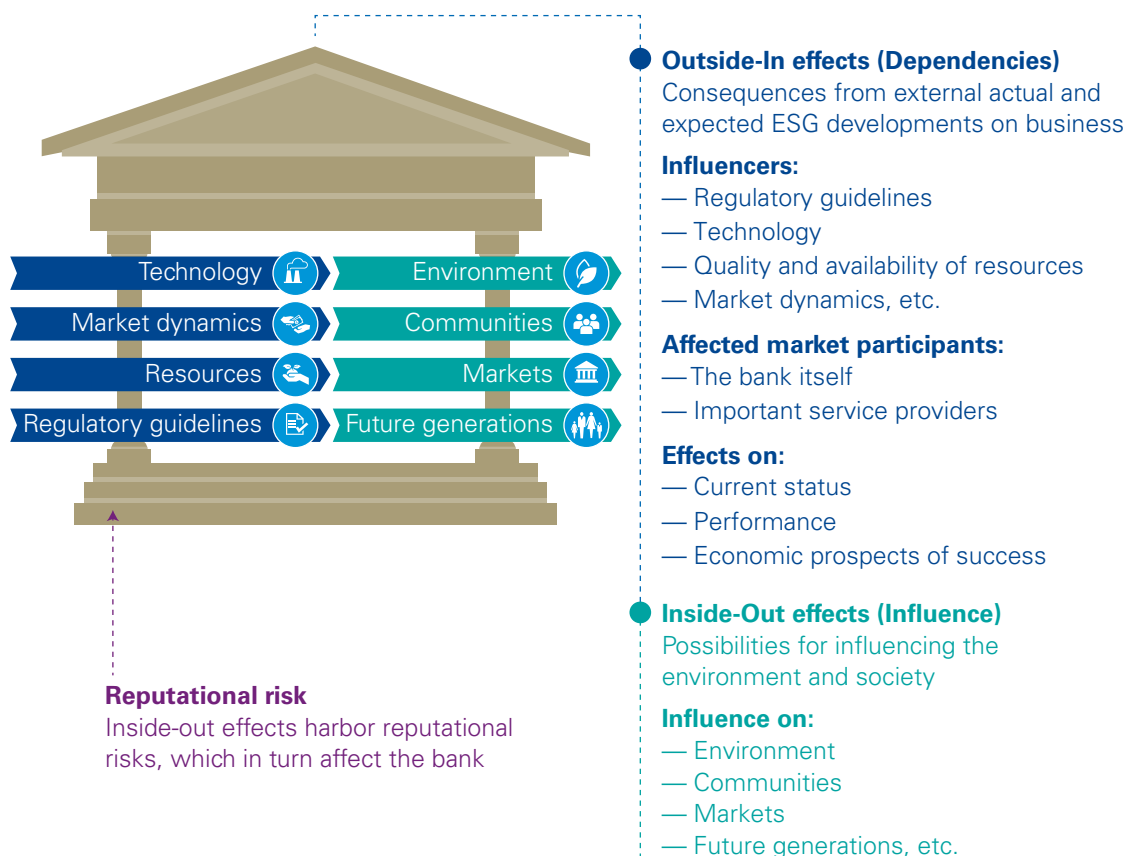 Technology
Environment
Market dynamics
Communities
Resources
Markets
Regulatory guidelines
Future generations
Reputational risk
Inside-out effects harbor reputational
risks, which in turn affect the bank
Outside-In effects (Dependencies)
Consequences from external actual and
expected ESG developments on business
Influencers:
— Regulatory guidelines
— Technology
— Quality and availability of resources
— Market dynamics, etc.
Affected market participants:
— The bank itself
— Important service providers
Effects on:
— Current status
— Performance
— Economic prospects of success
Inside-Out effects (Influence)
Possibilities for influencing the
environment and society
Influence on:
— Environment
— Communities
— Markets
— Future generations, etc.